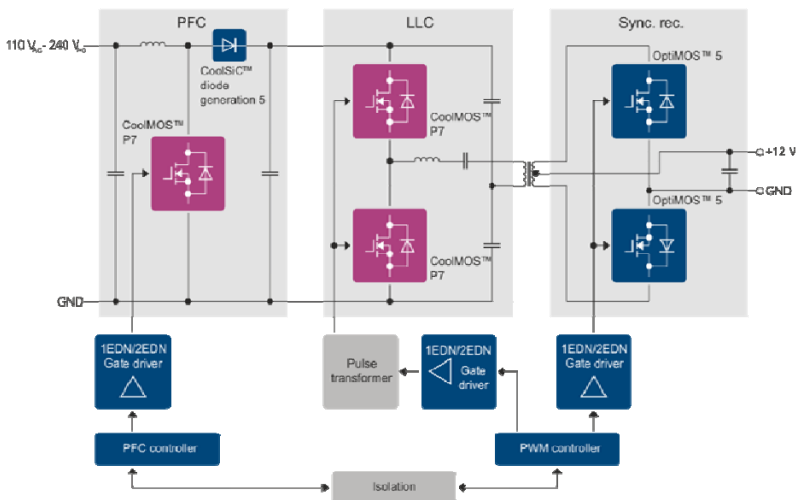 PFC
LLC
Sync. rec.
110 V_AC - 240 V_AC
CoolSiC™
diode
generation 5
CoolMOS™
P7
CoolMOS™
P7
CoolMOS™
P7
OptiMOS™ 5
OptiMOS™ 5
+12 V
GND
GND
1EDN/2EDN
Gate driver
Pulse
transformer
1EDN/2EDN
Gate
driver
1EDN/2EDN
Gate driver
PFC controller
PWM controller
Isolation